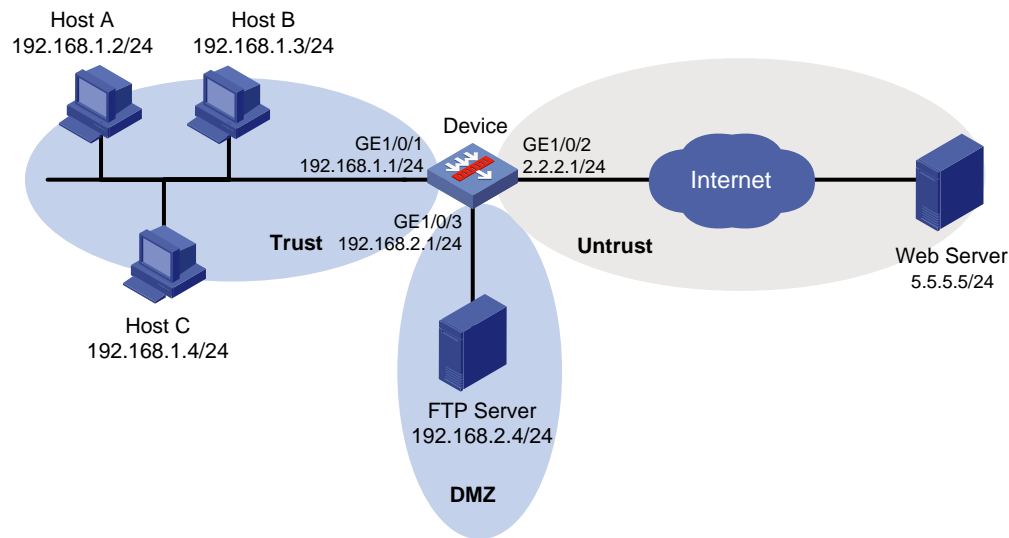 Host A
192.168.1.2/24
Host B
192.168.1.3/24
Device
GE1/0/1
192.168.1.1/24
GE1/0/2
2.2.2.1/24
Internet
GE1/0/3
192.168.2.1/24
Trust
Untrust
Web Server
5.5.5.5/24
Host C
192.168.1.4/24
FTP Server
192.168.2.4/24
DMZ